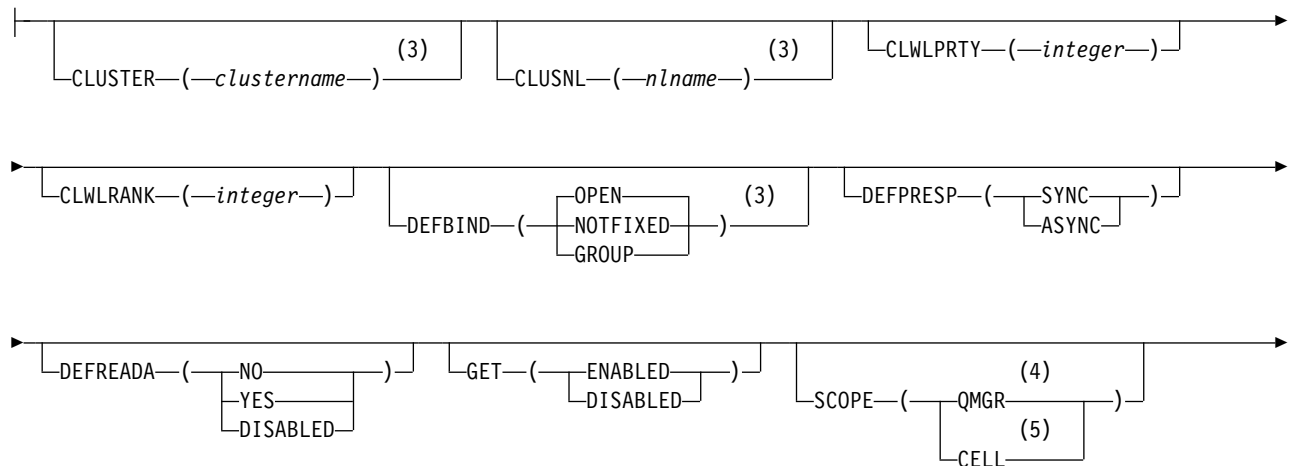 (3) (3)
CLUSTER ( clustername ) CLUSNL ( nlname ) CLWLPRTY ( integer )
CLWLRANK ( integer ) OPEN (3) DEFPRESP ( SYNC )
DEFBIND ( NOTFIXED ) ASYNC
GROUP
DEFREADA ( NO ) GET ( ENABLED ) (4)
YES DISABLED SCOPE ( QMGR )
DISABLED (5)
CELL